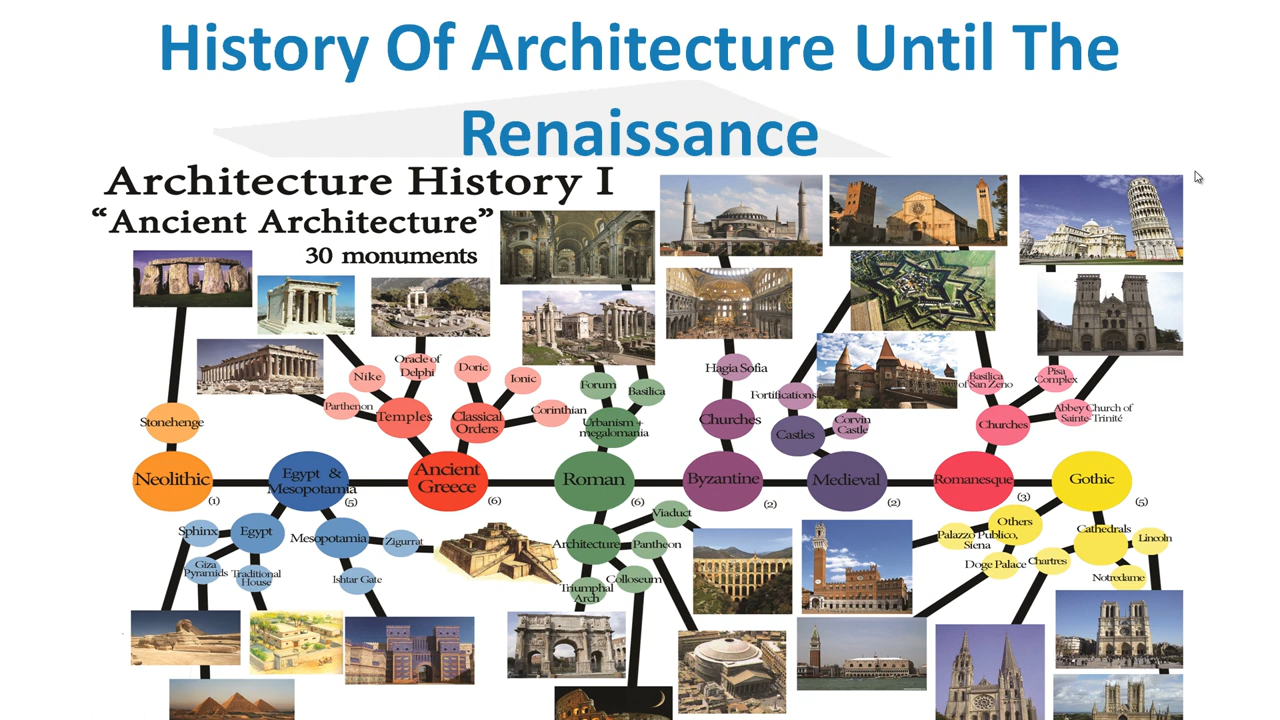 History Of Architecture Until The
Renaissance
Architecture History I
“Ancient Architecture”
30 monuments
Stonehenge
Parthenon
Nike
Oracle of
Delphi
Temples
Doric
Ionic
Corinthian
Classical
Orders
Forum
Basilica
Urbanism +
megalomania
Hagia Sofia
Churches
Fortifications
Castles
Corvin
Castle
Basilica
of San Zeno
Pisa
Complex
Abbey Church of
Sainte-Trinité
Churches
Neolithic
(1)
Egypt &
Mesopotamia
(5)
Ancient
Greece
(6)
Roman
(6)
Byzantine
(2)
Medieval
(2)
Romanesque
(3)
Gothic
(5)
Sphinx
Egypt
Giza
Pyramids
Traditional
House
Mesopotamia
Zigurrat
Ishtar Gate
Viaduct
Architecture
Pantheon
Triumphal
Arch
Colloseum
Others
Palazzo Publico,
Siena
Doge Palace
Cathedrals
Chartres
Lincoln
Notredame